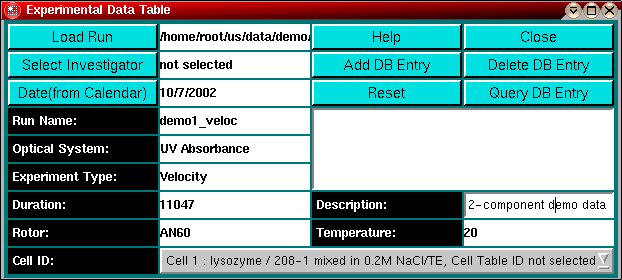 Experimental Data Table
Load Run /home/root/us/data/demo/ Help Close
Select Investigator not selected Add DB Entry Delete DB Entry
Date(from Calendar) 10/7/2002 Reset Query DB Entry
Run Name: demo1_veloc
Optical System: UV Absorbance
Experiment Type: Velocity
Duration: 11047 Description: 2-component demo data
Rotor: AN60 Temperature: 20
Cell ID: Cell 1 : lysozyme / 208-1 mixed in 0.2M NaCl/TE, Cell Table ID not selected